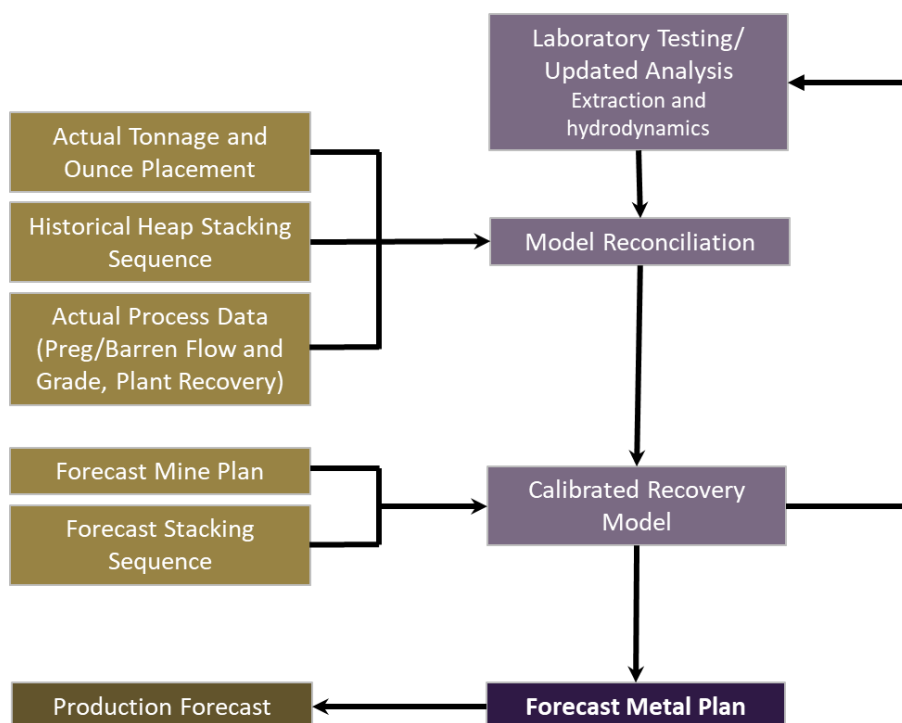 Laboratory Testing/
Updated Analysis
Extraction and
hydrodynamics
Actual Tonnage and
Ounce Placement
Historical Heap Stacking
Sequence
Model Reconciliation
Actual Process Data
(Preg/Barren Flow and
Grade, Plant Recovery)
Forecast Mine Plan
Forecast Stacking
Sequence
Calibrated Recovery
Model
Production Forecast
Forecast Metal Plan